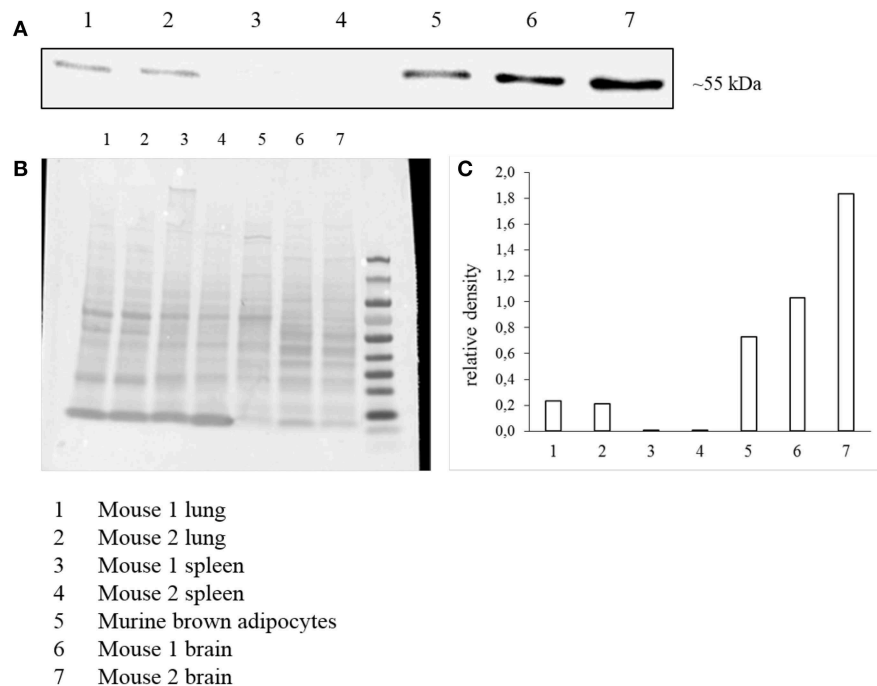 A
1 2 3 4 5 6 7
~55 kDa
1 2 3 4 5 6 7
B
C
2,0
1,8
1,6
1,4
1,2
1,0
0,8
0,6
0,4
0,2
0,0
relative density
1 2 3 4 5 6 7
1 Mouse 1 lung
2 Mouse 2 lung
3 Mouse 1 spleen
4 Mouse 2 spleen
5 Murine brown adipocytes
6 Mouse 1 brain
7 Mouse 2 brain